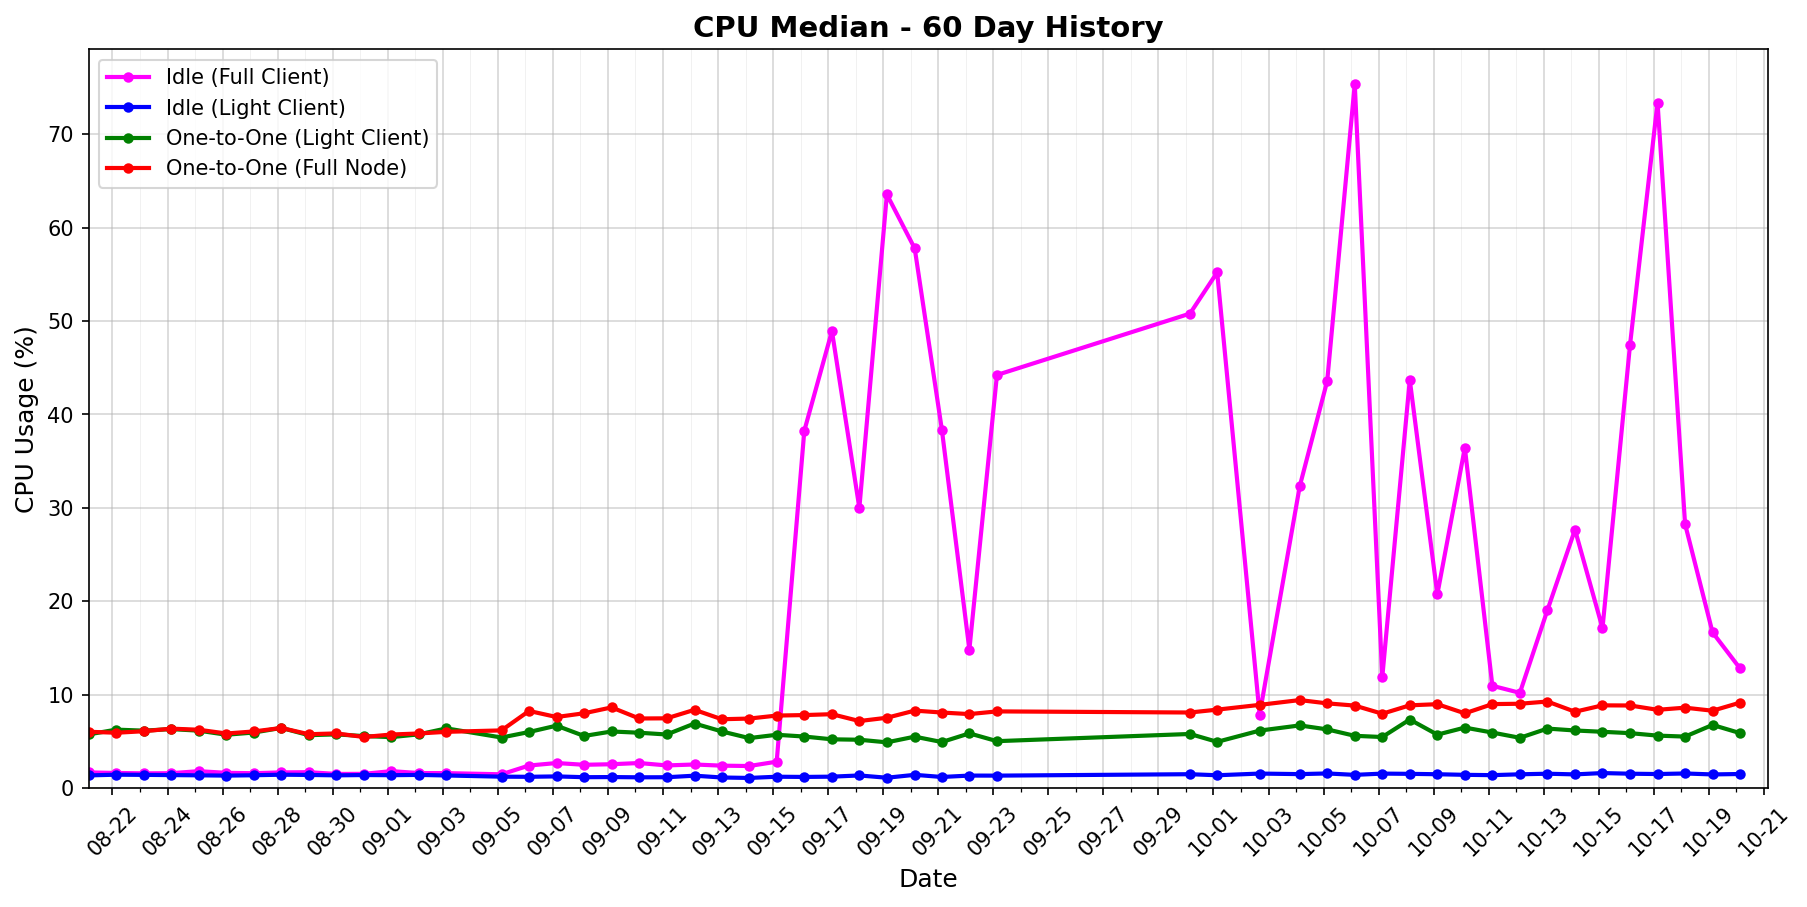 CPU Median - 60 Day History
Idle (Full Client)
Idle (Light Client)
One-to-One (Light Client)
One-to-One (Full Node)
CPU Usage (%)
70
60
50
40
30
20
10
0
08-22 08-24 08-26 08-28 08-30 09-01 09-03 09-05 09-07 09-09 09-11 09-13 09-15 09-17 09-19 09-21 09-23 09-25 09-27 09-29 10-01 10-03 10-05 10-07 10-09 10-11 10-13 10-15 10-17 10-19 10-21
Date